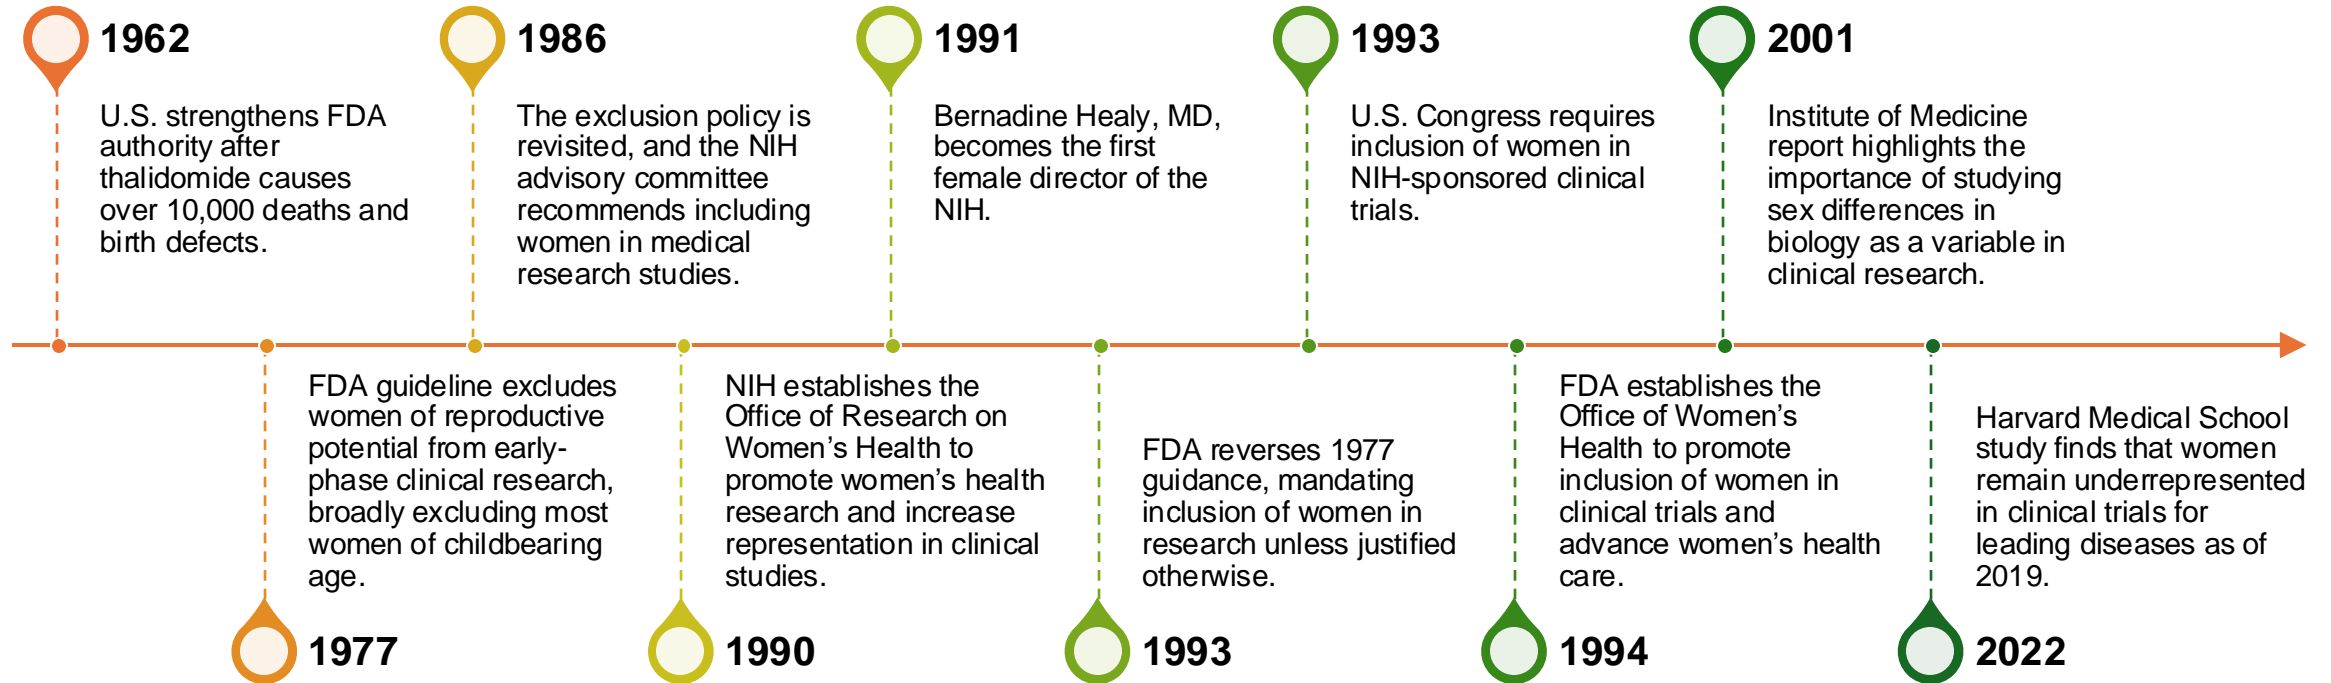 1962
U.S. strengthens FDA
authority after
thalidomide causes
over 10,000 deaths and
birth defects.
1977
FDA guideline excludes
women of reproductive
potential from early-
phase clinical research,
broadly excluding most
women of childbearing
age.
1986
The exclusion policy is
revisited, and the NIH
advisory committee
recommends including
women in medical
research studies.
1990
NIH establishes the
Office of Research on
Women’s Health to
promote women’s health
research and increase
representation in clinical
studies.
1991
Bernadine Healy, MD,
becomes the first
female director of the
NIH.
1993
FDA reverses 1977
guidance, mandating
inclusion of women in
research unless justified
otherwise.
1993
U.S. Congress requires
inclusion of women in
NIH-sponsored clinical
trials.
1994
FDA establishes the
Office of Women’s
Health to promote
inclusion of women in
clinical trials and
advance women’s health
care.
2001
Institute of Medicine
report highlights the
importance of studying
sex differences in
biology as a variable in
clinical research.
2022
Harvard Medical School
study finds that women
remain underrepresented
in clinical trials for
leading diseases as of
2019.